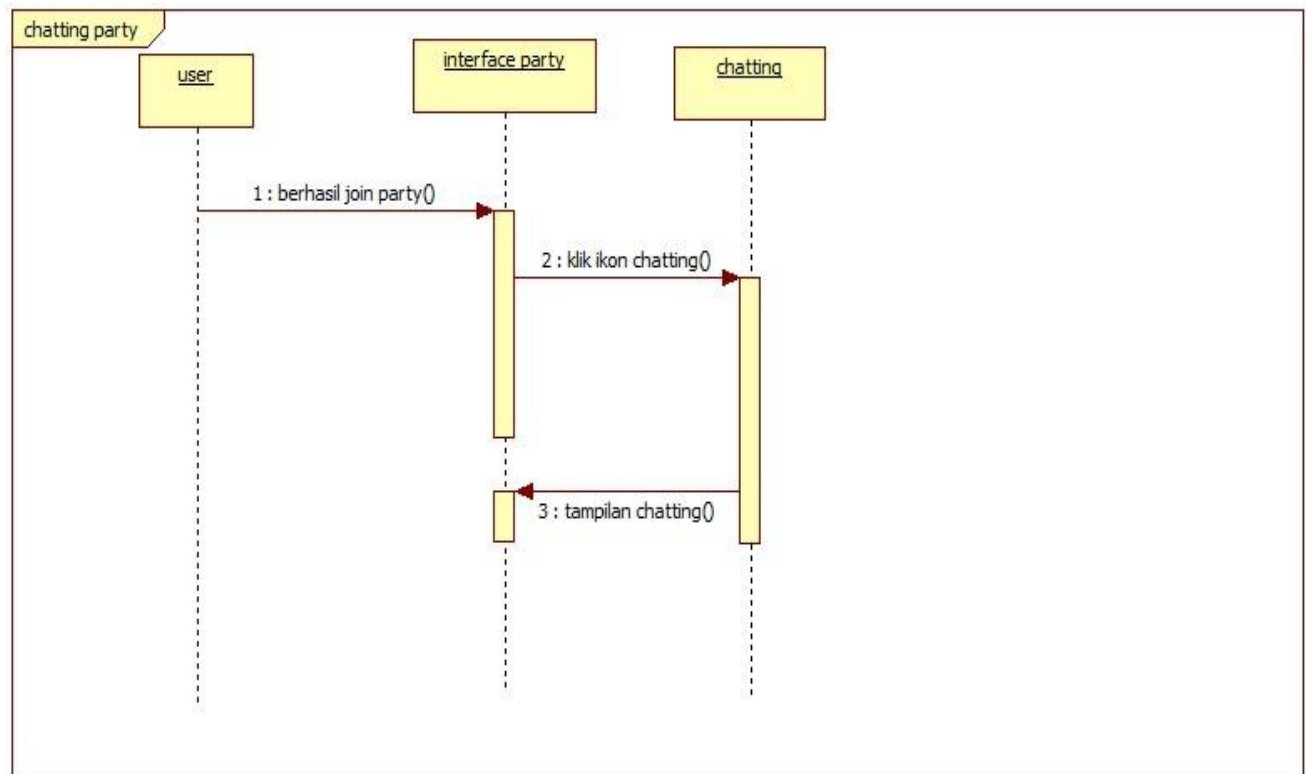 chatting party
user
interface party
chatting
1 : berhasil join party()
2 : klik ikon chatting()
3 : tampilan chatting()